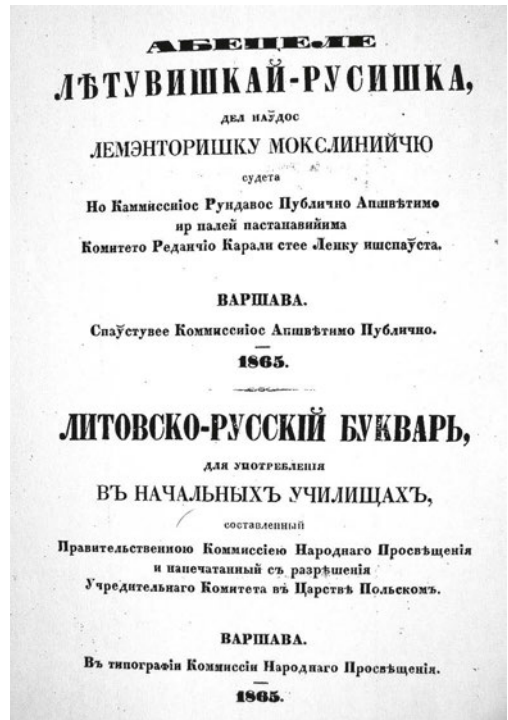 АБЕЦЕЛЕ
ЛѢТУВИШКАЙ-РУСИШКА,
ДЕЛ НАЎДОС
ЛЕМЭНТОРИШКУ МОКСЛИНИЙЧЮ
судета
Но Каммиссиіос Рундавос Публично Апшвѣтимо
ир палей пастанавийима
Комитето Реданчіо Карали стее Ленку ишспаўста.
ВАРШАВА.
Спаўстувее Коммиссиіос Апшвѣтимо Публично.
1865.
ЛИТОВСКО-РУССКІЙ БУКВАРЬ,
ДЛЯ УПОТРЕБЛЕНІЯ
ВЪ НАЧАЛЬНЫХЪ УЧИЛИЩАХЪ,
составленный
Правительственною Коммиссіею Народнаго Просвѣщенія
и напечатанный съ разрѣшенія
Учредительнаго Комитета въ Царствѣ Польскомъ.
ВАРШАВА.
Въ типографіи Коммиссіи Народнаго Просвѣщенія.
1865.